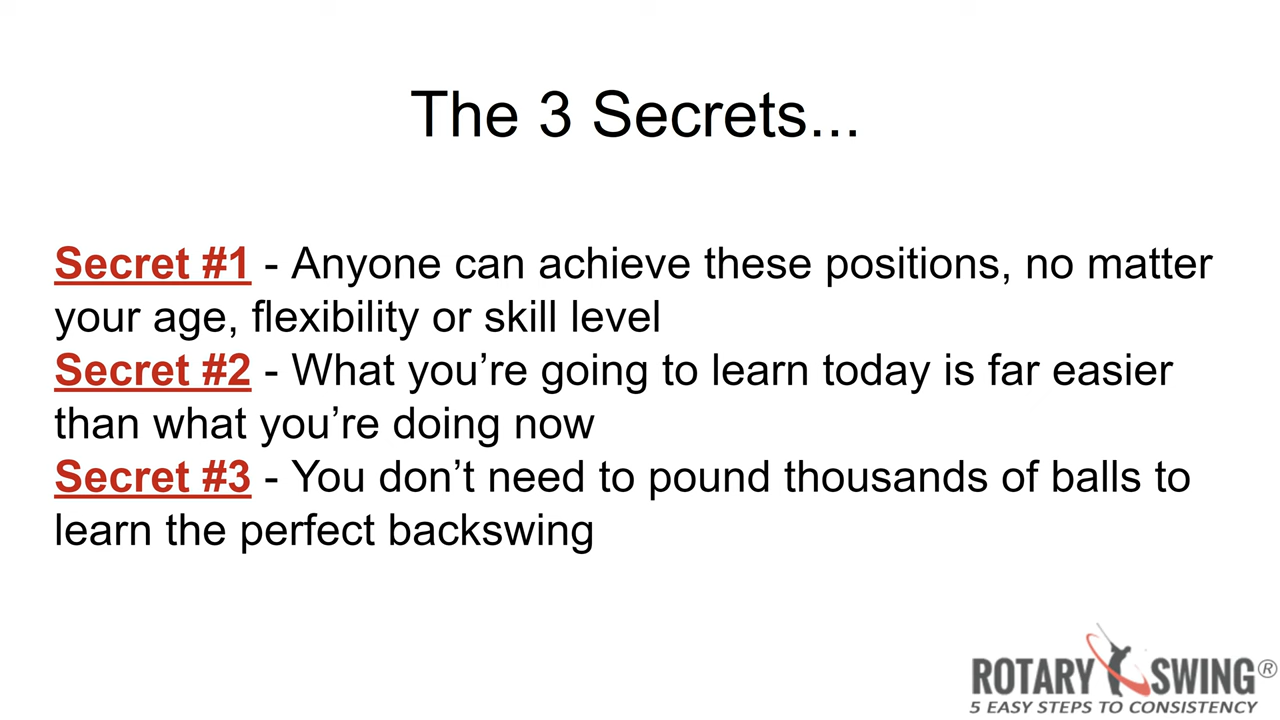 The 3 Secrets...
Secret #1 - Anyone can achieve these positions, no matter
your age, flexibility or skill level
Secret #2 - What you’re going to learn today is far easier
than what you’re doing now
Secret #3 - You don’t need to pound thousands of balls to
learn the perfect backswing
ROTARY SWING®
5 EASY STEPS TO CONSISTENCY